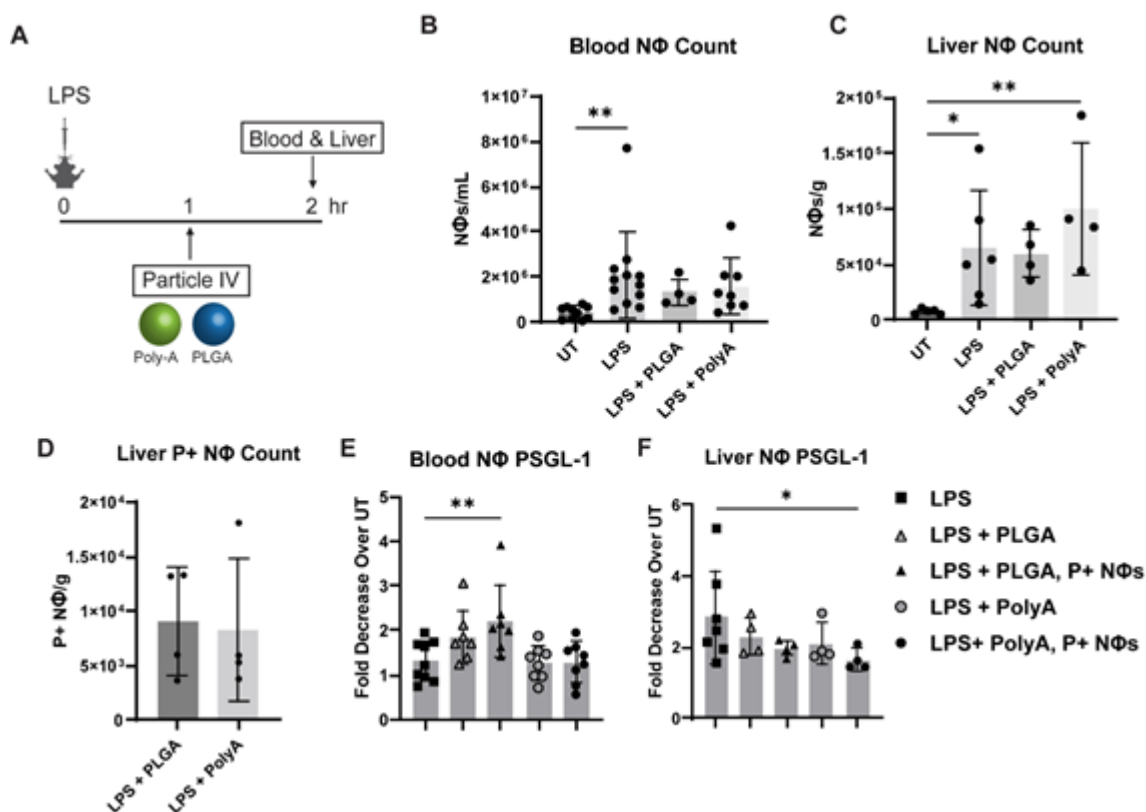 A
LPS
Blood & Liver
0 1 2 hr
Particle IV
Poly-A PLGA
B
Blood NΦ Count
NΦs/mL
1×10⁷
8×10⁶
6×10⁶
4×10⁶
2×10⁶
0
**
UT LPS LPS + PLGA LPS + PolyA
C
Liver NΦ Count
NΦs/g
2×10⁵
1.5×10⁵
1×10⁵
5×10⁴
0
**
*
UT LPS LPS + PLGA LPS + PolyA
D
Liver P+ NΦ Count
P+ NΦ/g
2×10⁴
1.5×10⁴
1×10⁴
5×10³
0
LPS + PLGA LPS + PolyA
E
Blood NΦ PSGL-1
Fold Decrease Over UT
5
4
3
2
1
0
**
F
Liver NΦ PSGL-1
Fold Decrease Over UT
6
4
2
0
*
LPS
LPS + PLGA
LPS + PLGA, P+ NΦs
LPS + PolyA
LPS+ PolyA, P+ NΦs